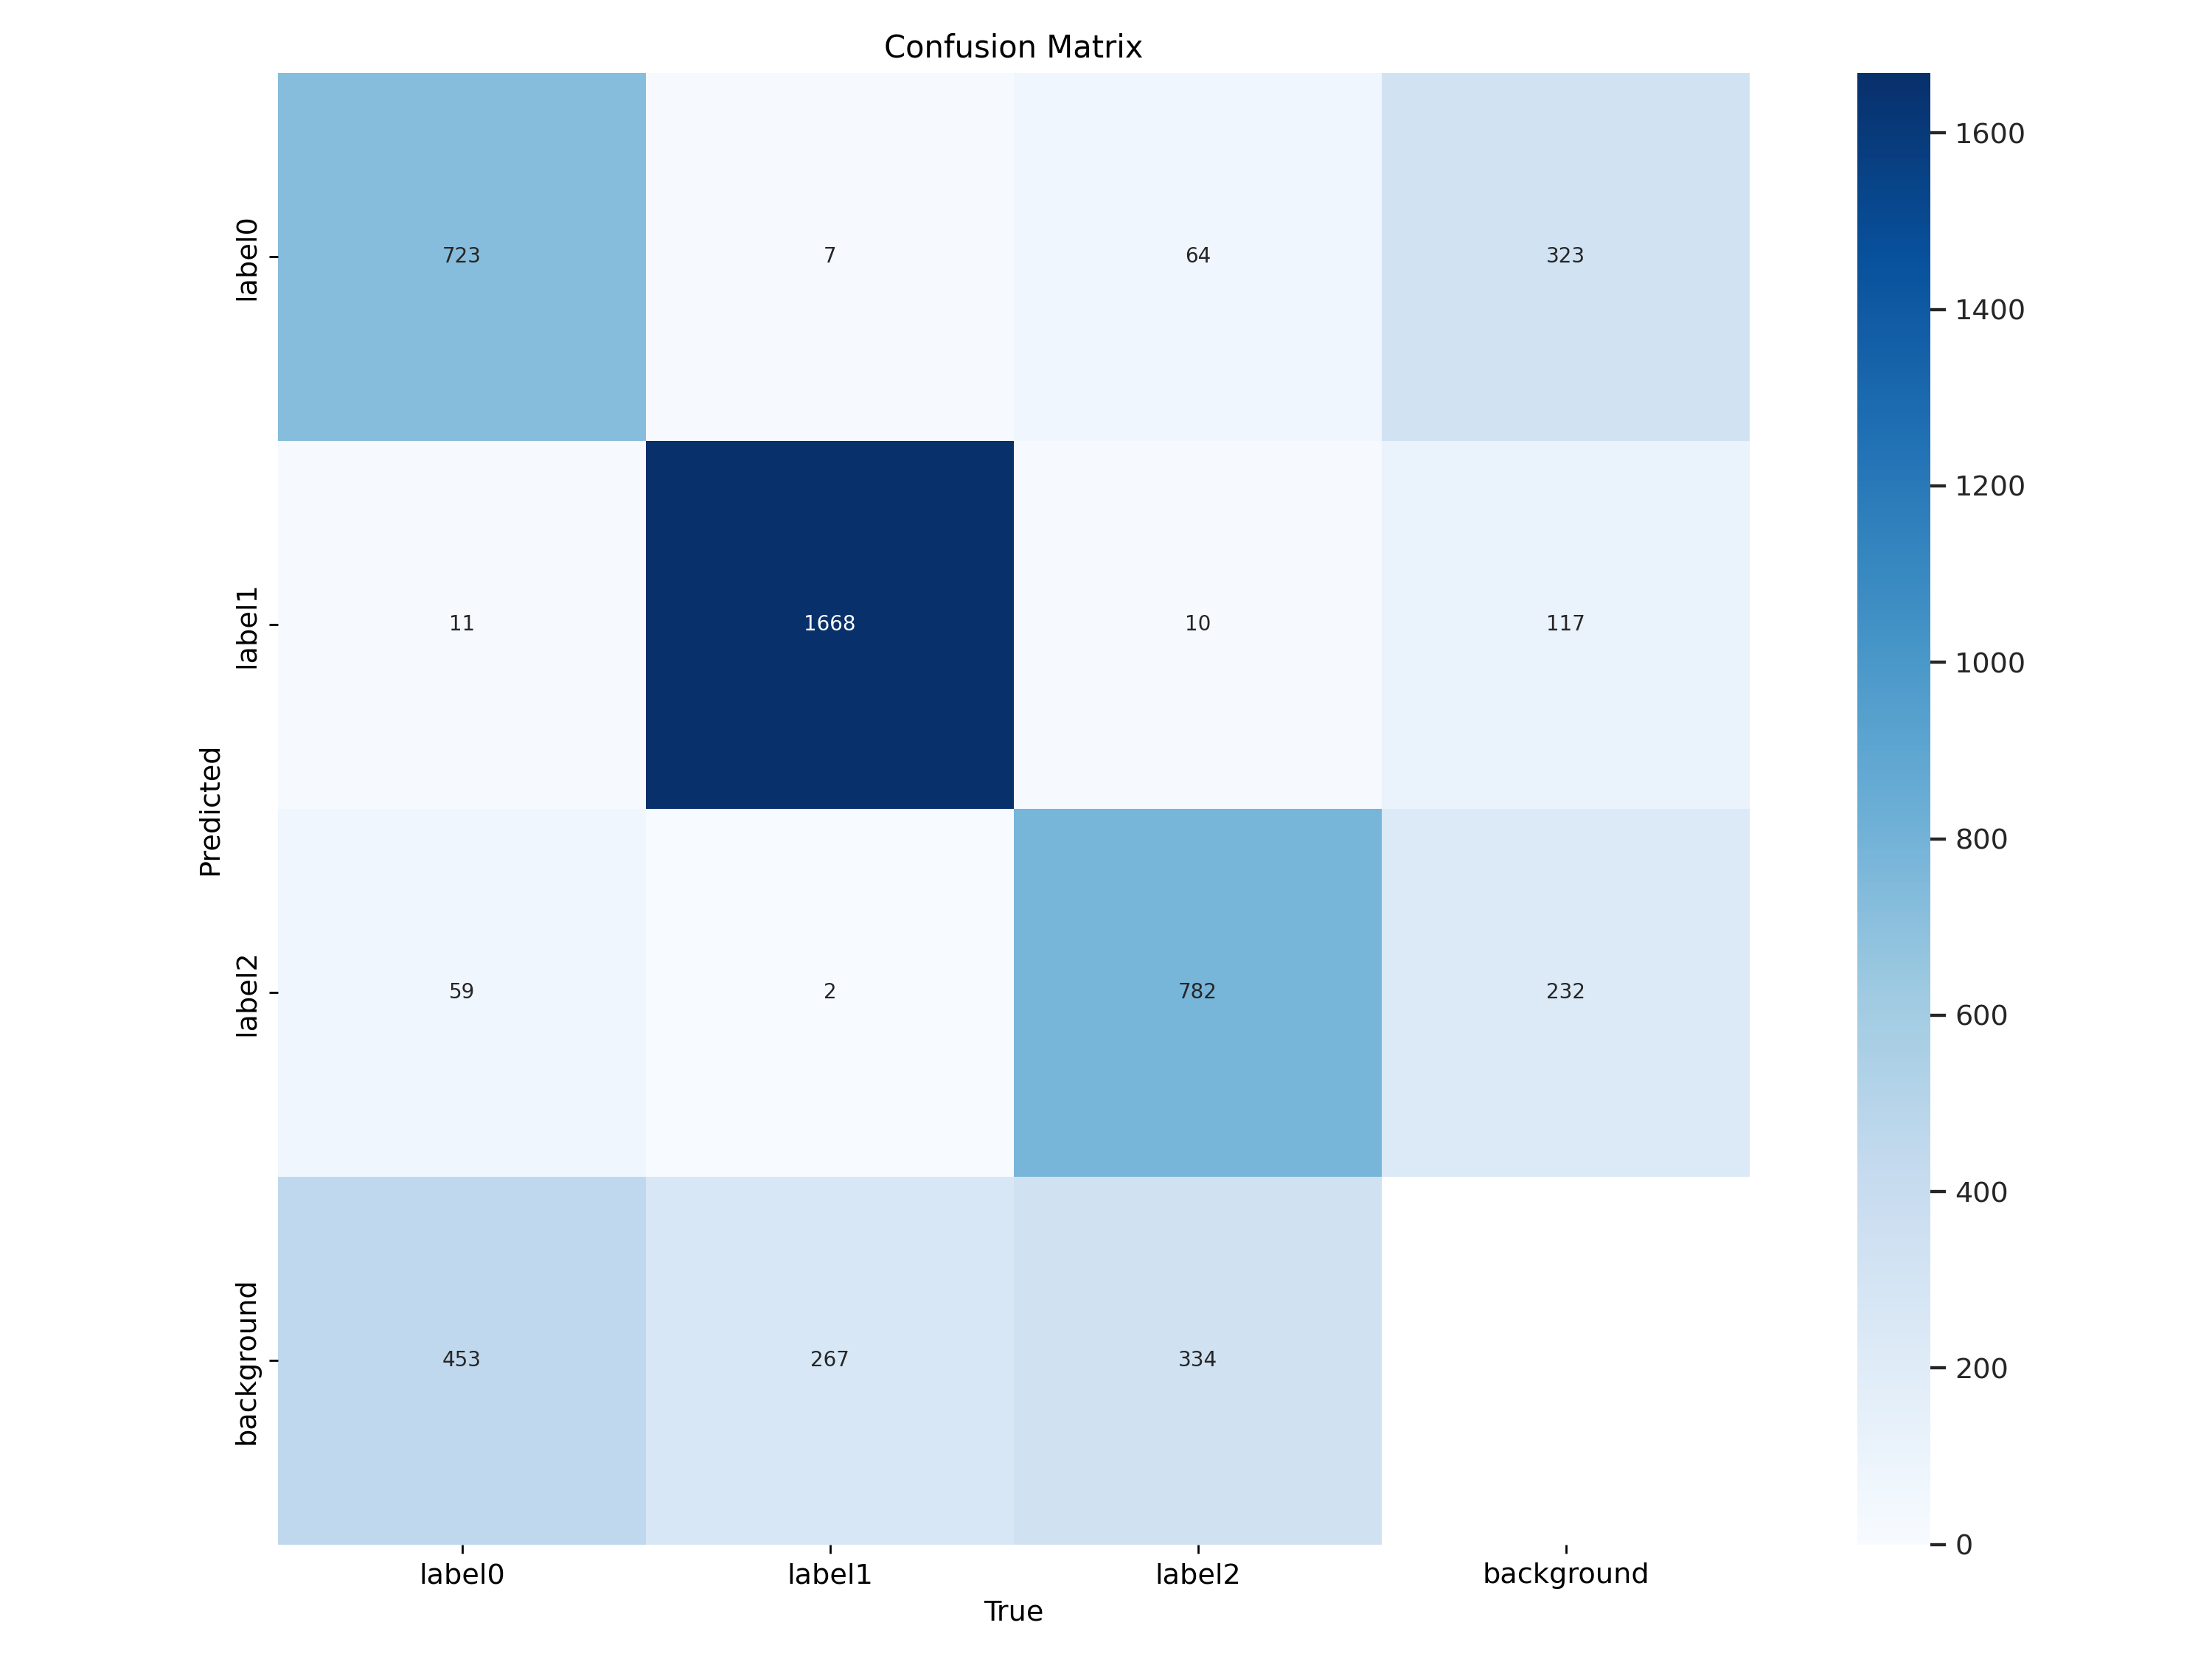 Confusion Matrix
label0
723
7
64
323
label1
11
1668
10
117
label2
59
2
782
232
background
453
267
334
Predicted
label0
label1
label2
background
True
1600
1400
1200
1000
800
600
400
200
0